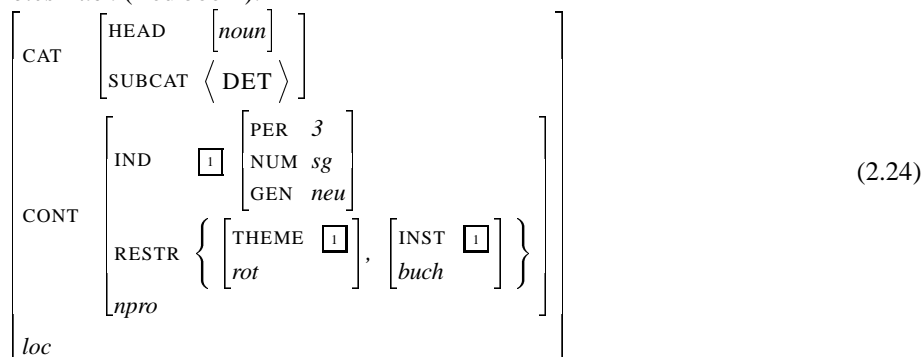 CAT HEAD [noun]
SUBCAT ⟨ DET ⟩
CONT IND [1] PER 3
NUM sg
GEN neu
RESTR { [THEME [1] rot], [INST [1] buch] }
npro
loc
(2.24)